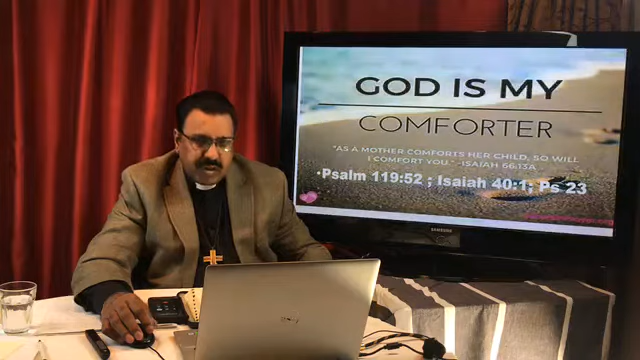 GOD IS MY
COMFORTER
"AS A MOTHER COMFORTS HER CHILD, SO WILL
I COMFORT YOU." -ISAIAH 66:13A
•Psalm 119:52 ; Isaiah 40:1; Ps 23
SAMSUNG